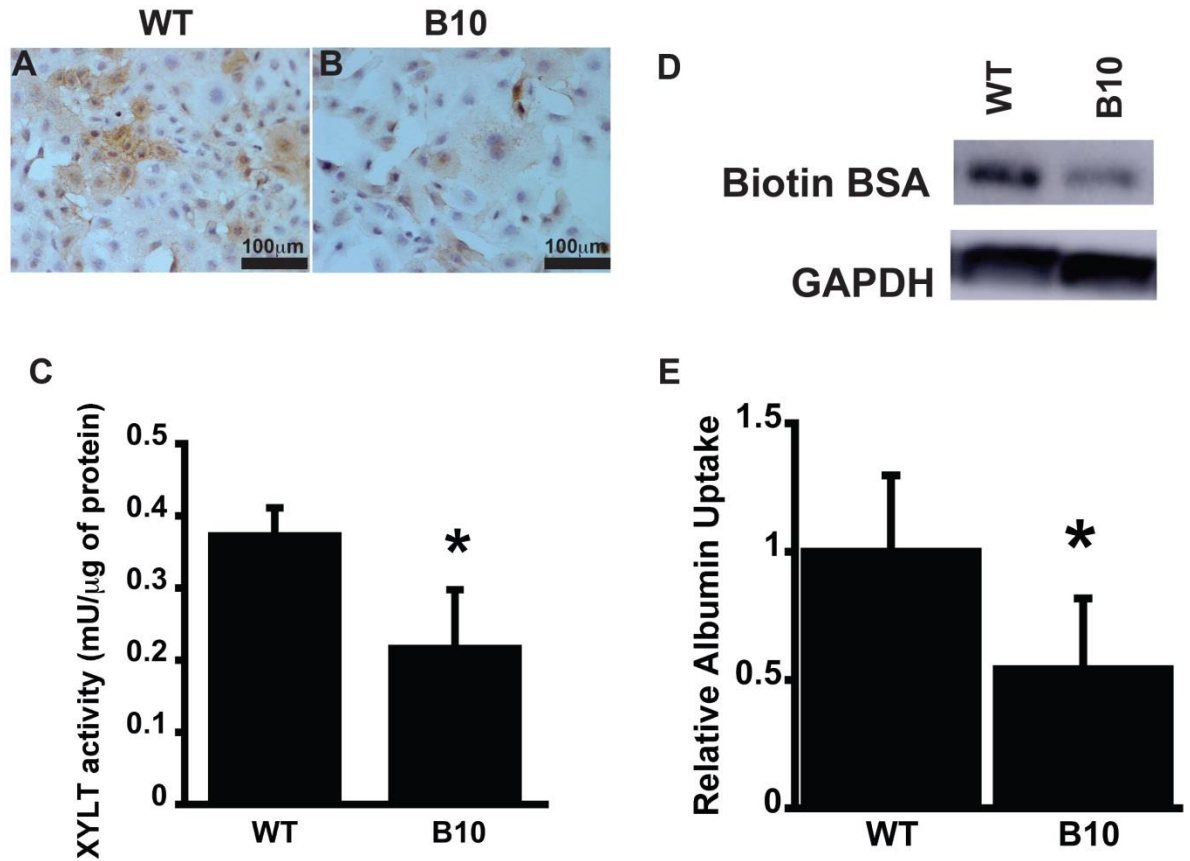 WT
B10
A
B
100μm
100μm
D
WT
B10
Biotin BSA
GAPDH
C
XYLT activity (mU/μg of protein)
0.5
0.4
0.3
0.2
0.1
0
*
WT
B10
E
Relative Albumin Uptake
1.5
1
0.5
0
*
WT
B10